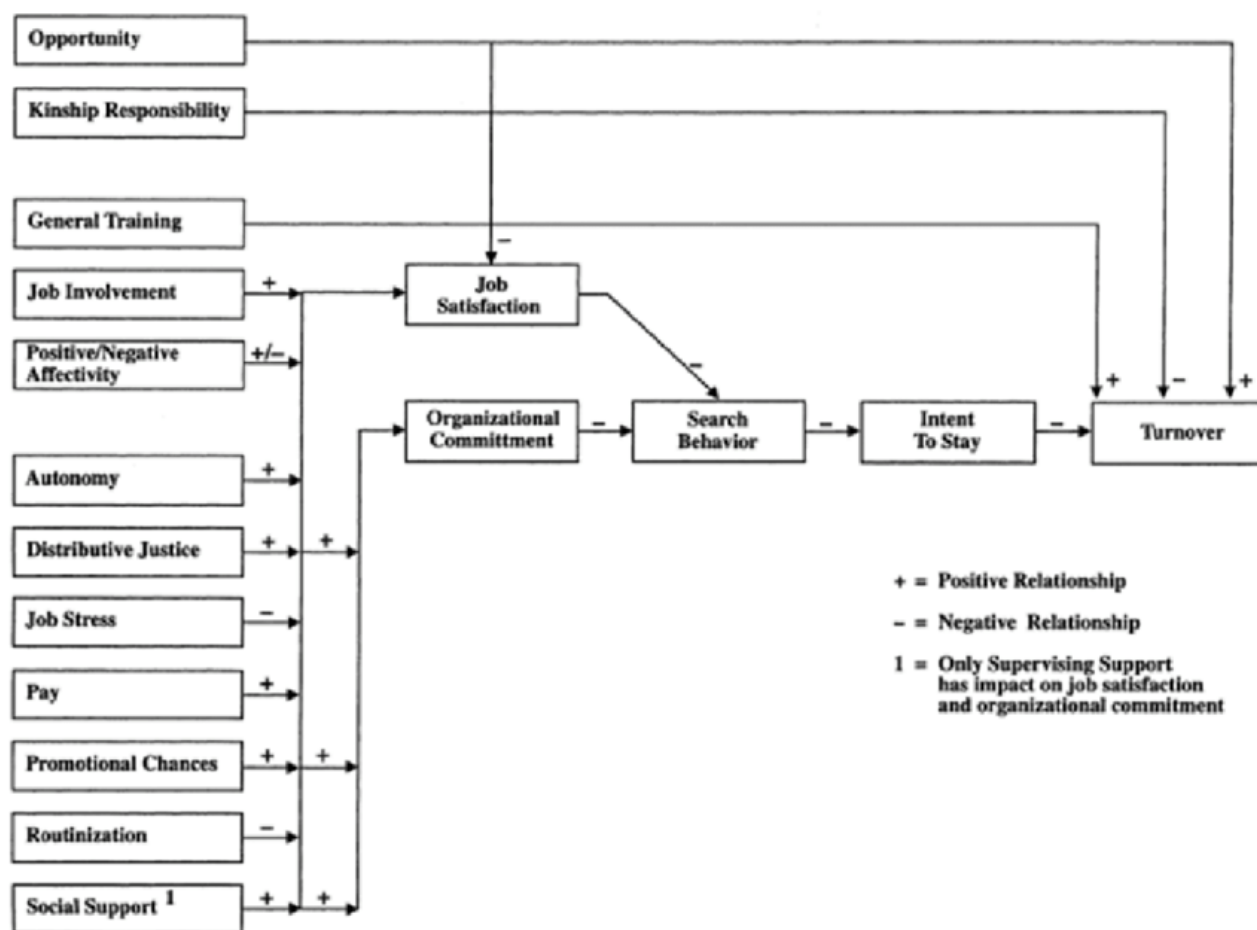 Opportunity
+
Kinship Responsibility
General Training
–
Job Involvement
+
Job
Satisfaction
Positive/Negative
Affectivity
+/–
–
+
–
+
Organizational
Committment
–
Search
Behavior
–
Intent
To Stay
–
Turnover
Autonomy
+
Distributive Justice
+
+
Job Stress
–
Pay
+
Promotional Chances
+
+
Routinization
–
Social Support 1
+
+
+ = Positive Relationship
– = Negative Relationship
1 = Only Supervising Support
has impact on job satisfaction
and organizational commitment